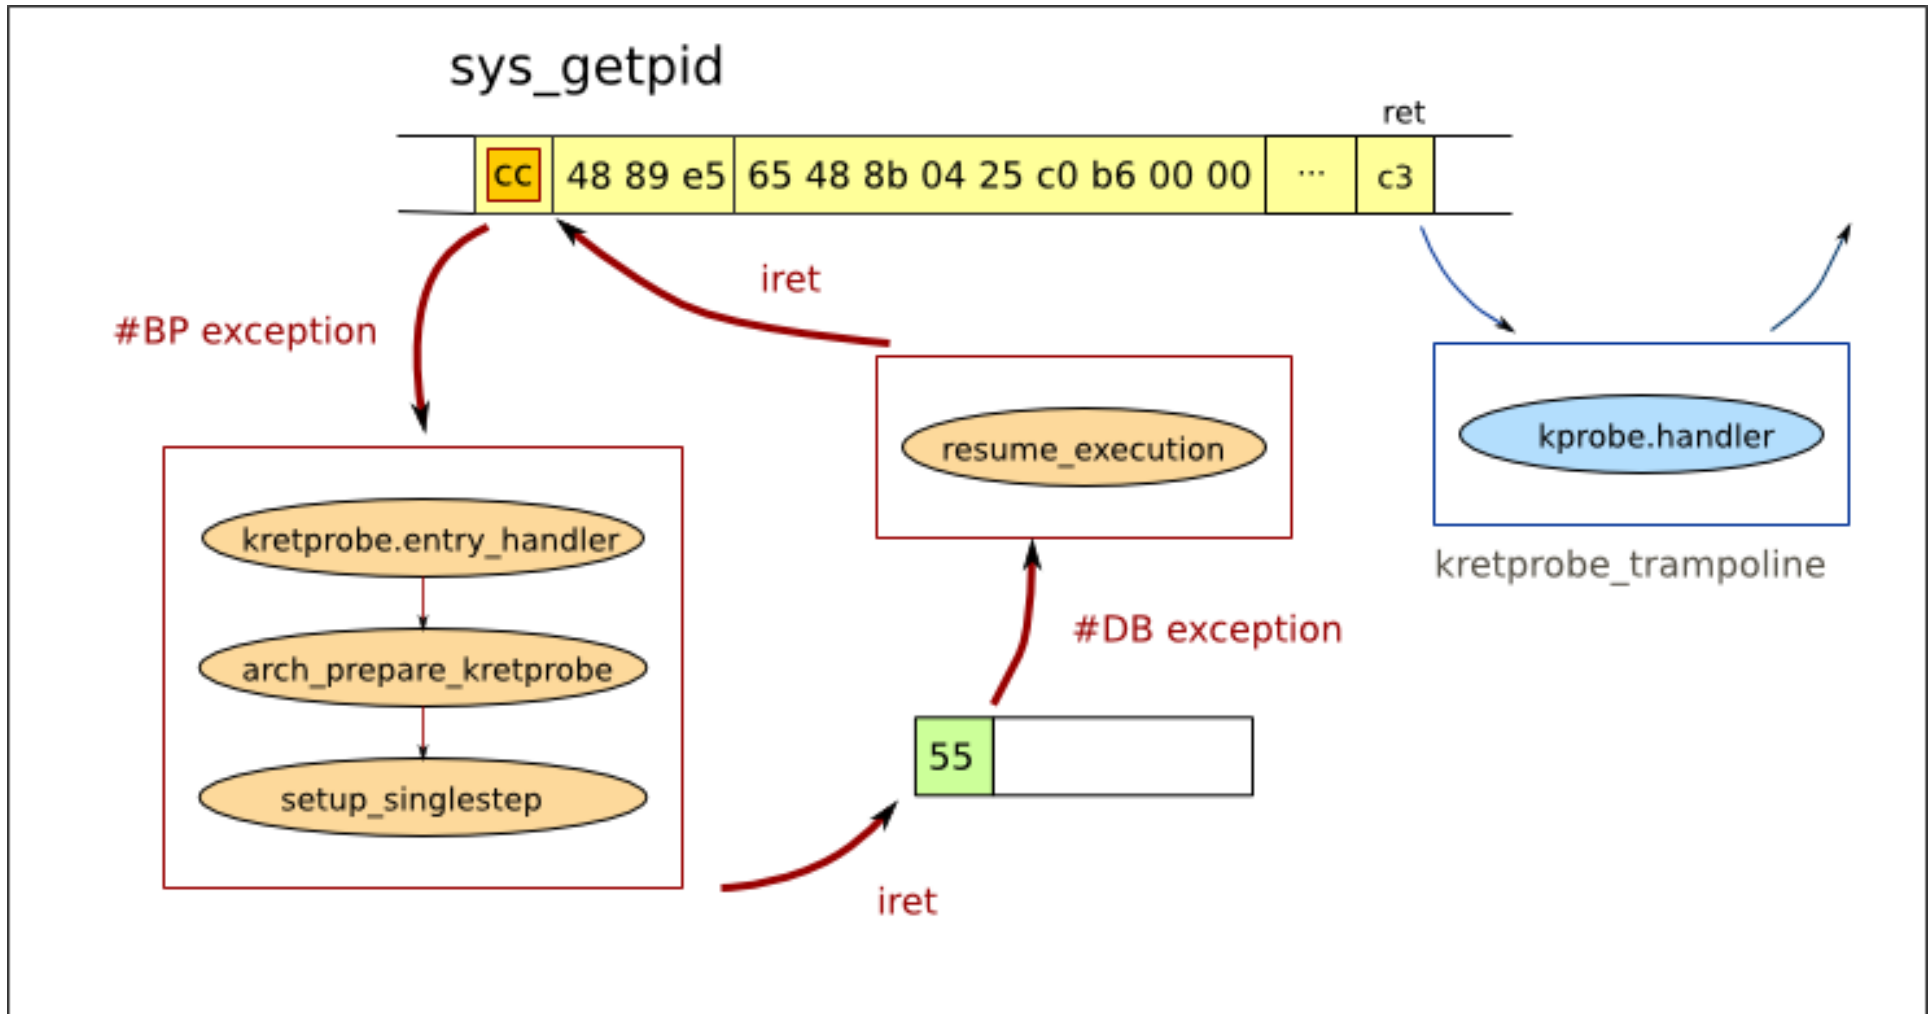 sys_getpid
ret
cc 48 89 e5 65 48 8b 04 25 c0 b6 00 00 ... c3
iret
#BP exception
kprobe.handler
resume_execution
kretprobe.entry_handler
kretprobe_trampoline
#DB exception
arch_prepare_kretprobe
55
setup_singlestep
iret